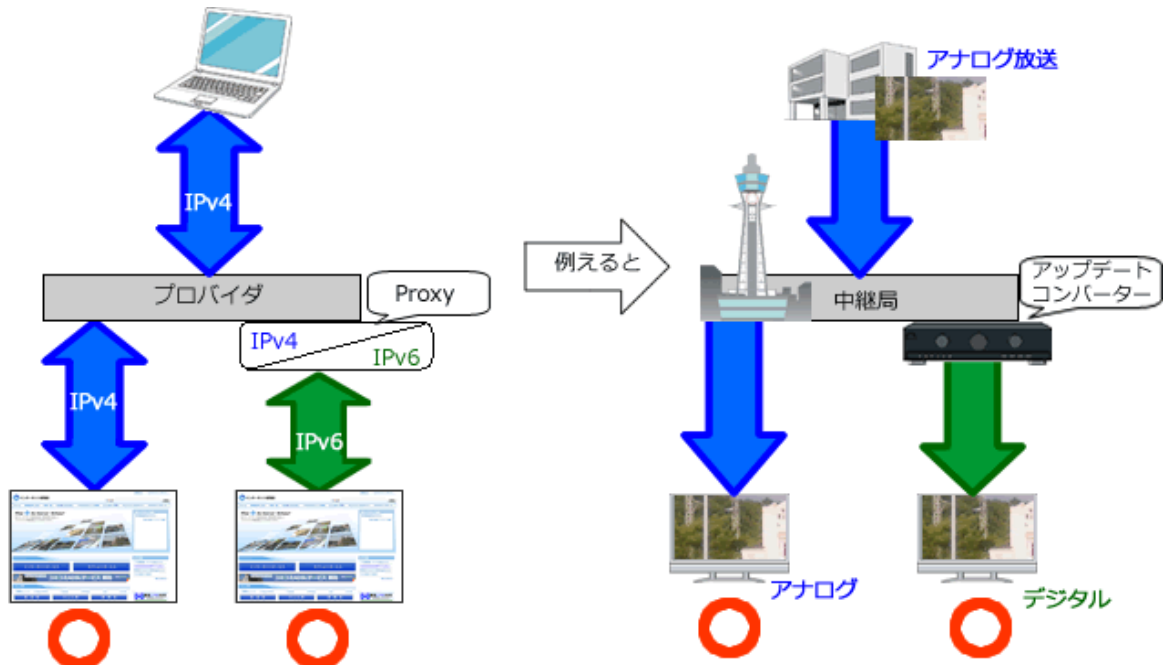 アナログ放送
IPv4
例えると
プロバイダ
Proxy
中継局
アップデート
コンバーター
IPv4
IPv6
IPv4
IPv6
アナログ
デジタル